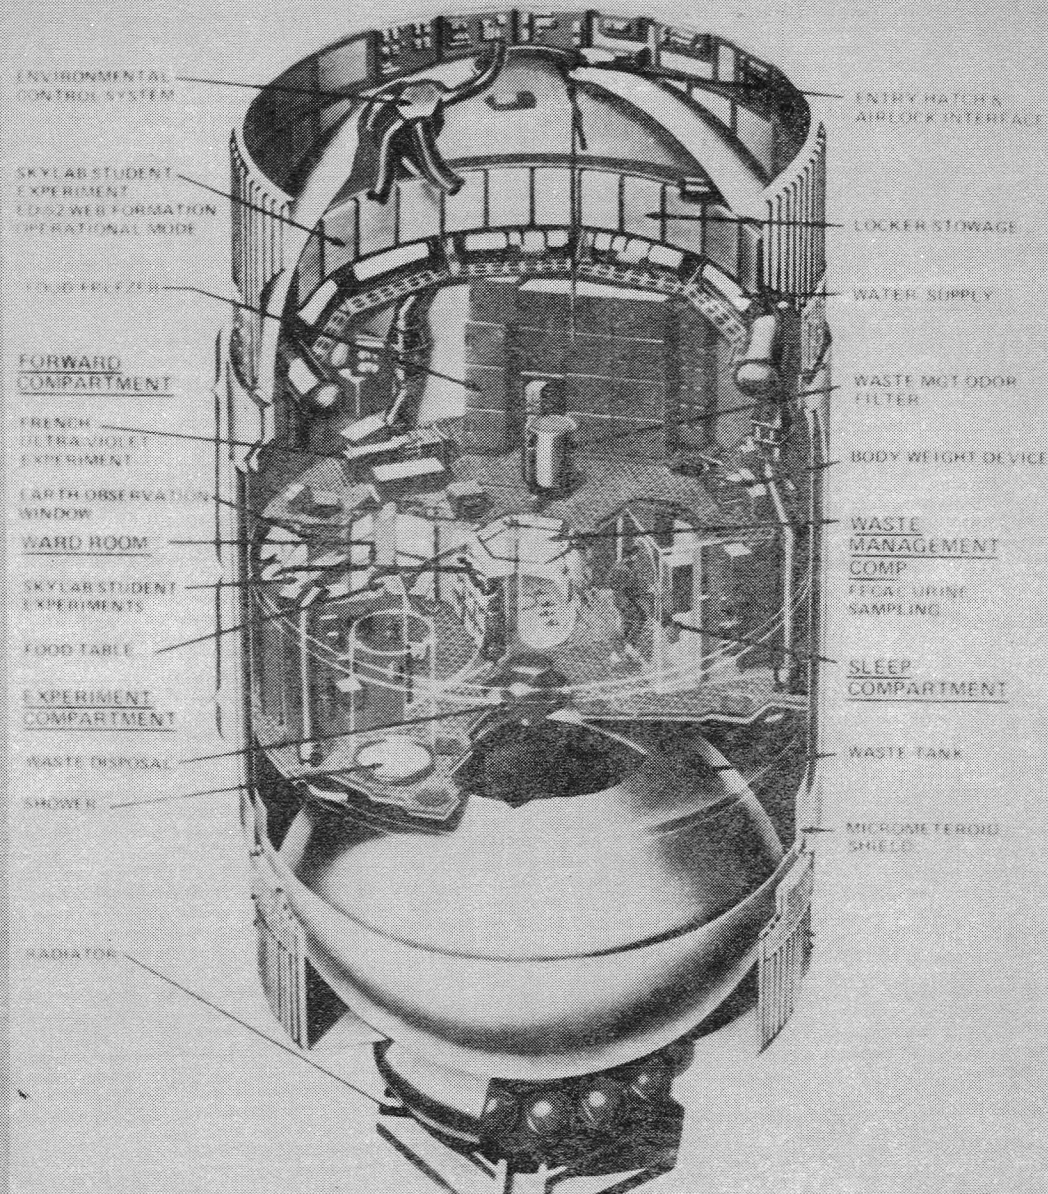 ENVIRONMENTAL
CONTROL SYSTEM
SKYLAB STUDENT
EXPERIMENT
ED 52 WEB FORMATION
OPERATIONAL MODE
FOOD FREEZER
FORWARD
COMPARTMENT
FRENCH
ULTRA VIOLET
EXPERIMENT
EARTH OBSERVATION
WINDOW
WARD ROOM
SKYLAB STUDENT
EXPERIMENTS
FOOD TABLE
EXPERIMENT
COMPARTMENT
WASTE DISPOSAL
SHOWER
RADIATOR
ENTRY HATCH &
AIRLOCK INTERFACE
LOCKER STOWAGE
WATER SUPPLY
WASTE MGT ODOR
FILTER
BODY WEIGHT DEVICE
WASTE
MANAGEMENT
COMP
FECAL URINE
SAMPLING
SLEEP
COMPARTMENT
WASTE TANK
MICROMETEROID
SHIELD